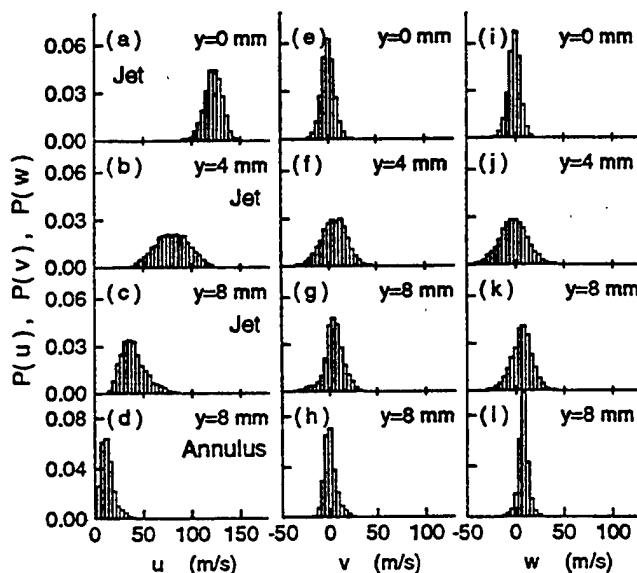 P(u), P(v), P(w)
0.06
0.03
0.00
(a) y=0 mm
Jet
(e) y=0 mm
(i) y=0 mm
0.06
0.03
0.00
(b) y=4 mm
Jet
(f) y=4 mm
(j) y=4 mm
0.06
0.03
0.00
(c) y=8 mm
Jet
(g) y=8 mm
(k) y=8 mm
0.08
0.04
0.00
(d) y=8 mm
Annulus
(h) y=8 mm
(l) y=8 mm
0 50 100 150
-50 0 50 100
-50 0 50 100
u (m/s)
v (m/s)
w (m/s)